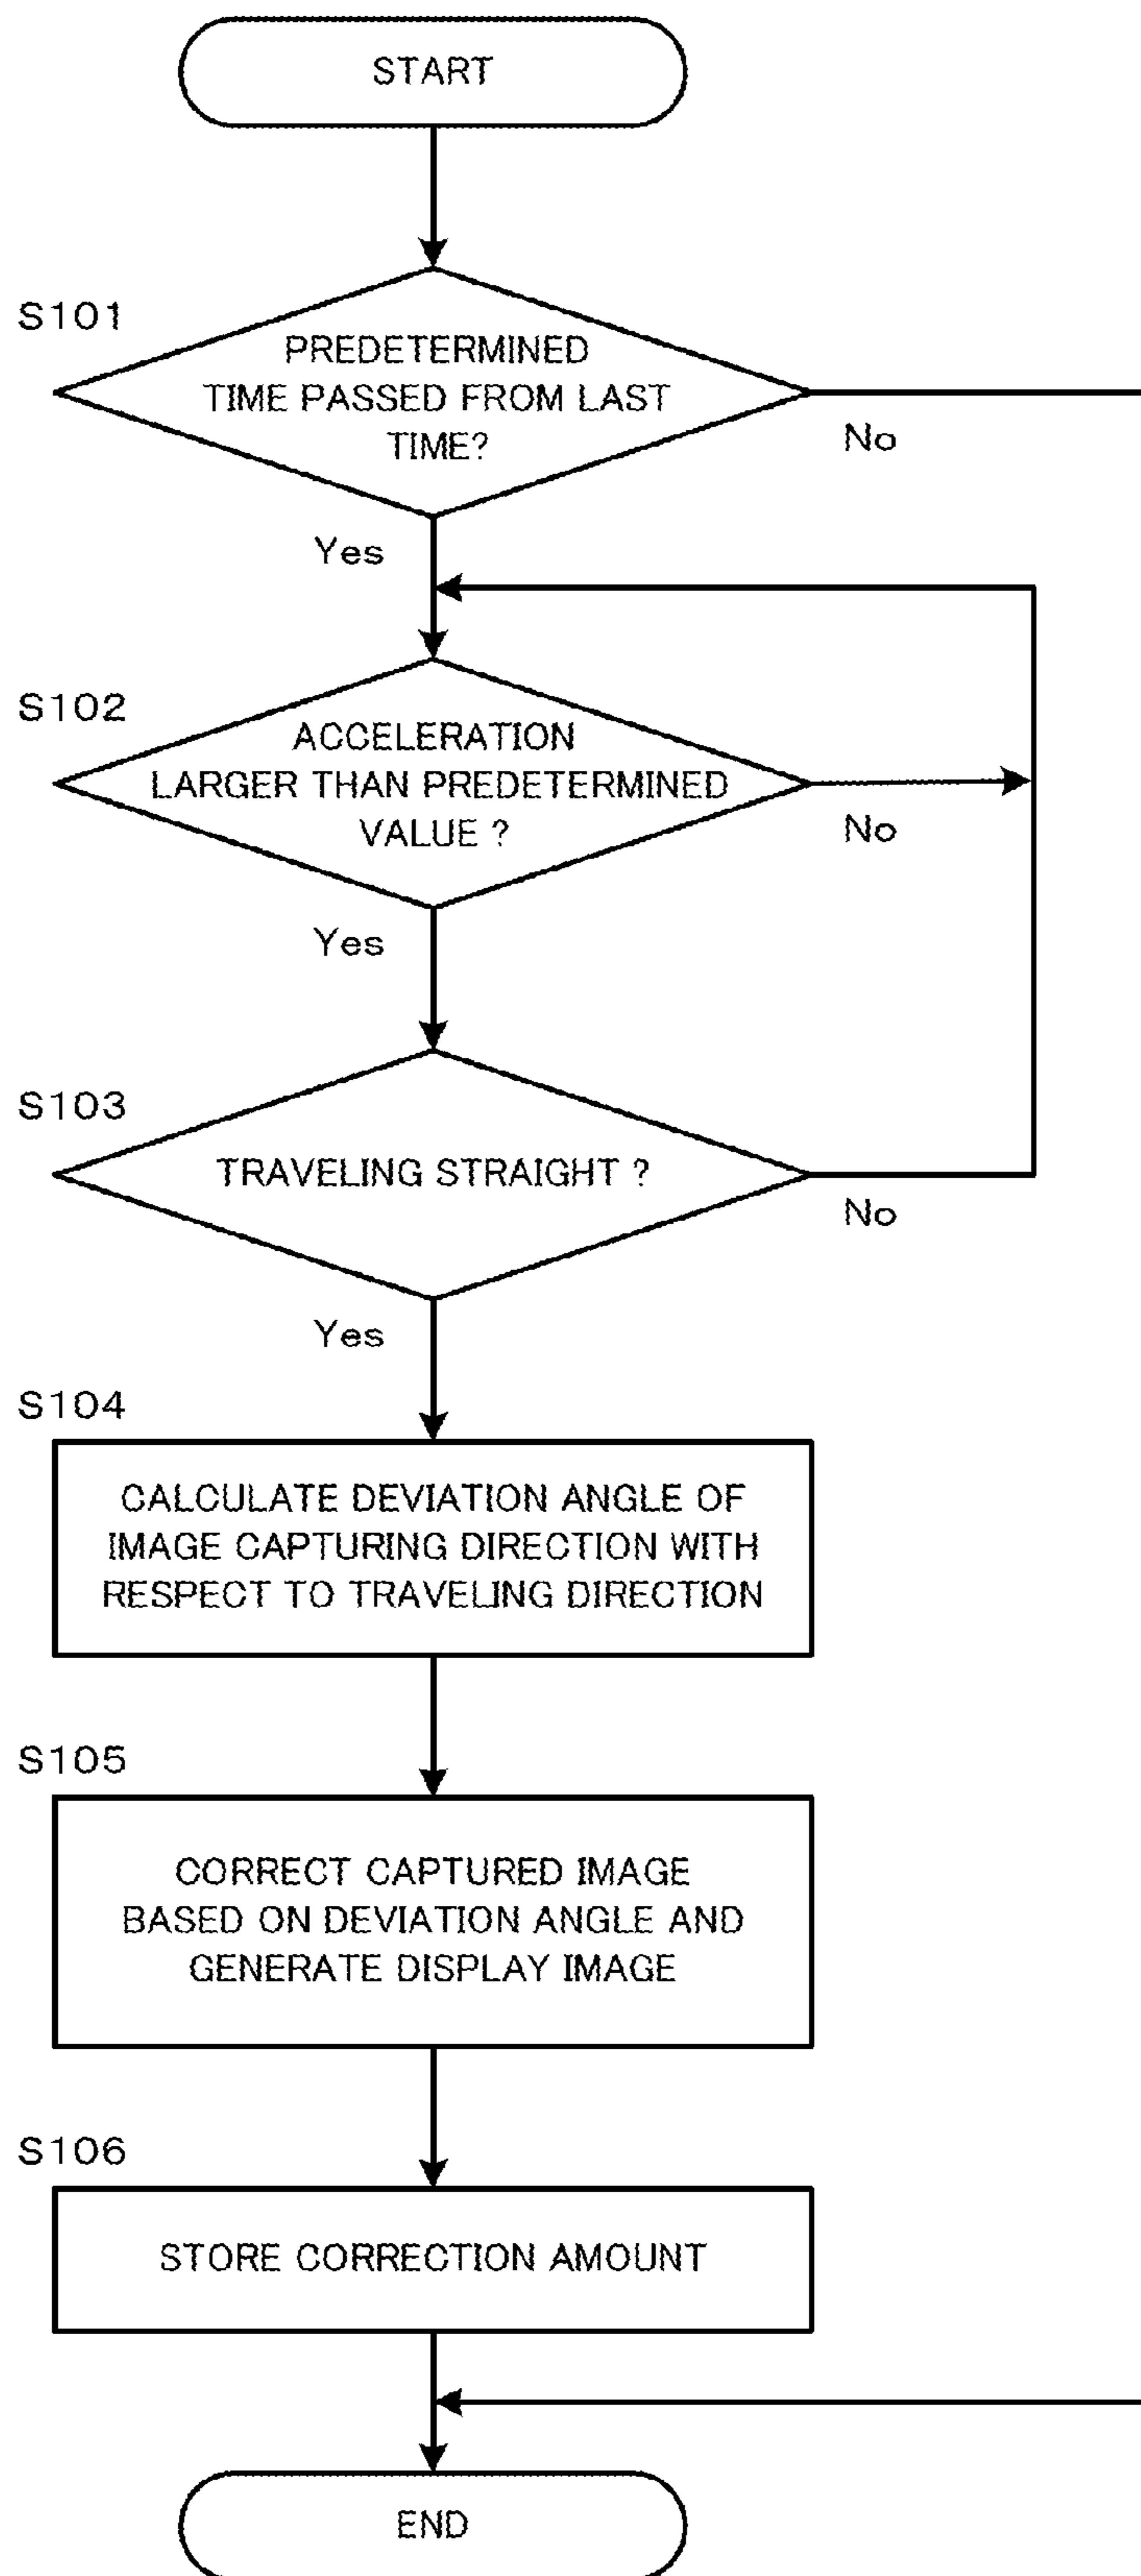 START
S101
PREDETERMINED
TIME PASSED FROM LAST
TIME?
No
Yes
S102
ACCELERATION
LARGER THAN PREDETERMINED
VALUE ?
No
Yes
S103
TRAVELING STRAIGHT ?
No
Yes
S104
CALCULATE DEVIATION ANGLE OF
IMAGE CAPTURING DIRECTION WITH
RESPECT TO TRAVELING DIRECTION
S105
CORRECT CAPTURED IMAGE
BASED ON DEVIATION ANGLE AND
GENERATE DISPLAY IMAGE
S106
STORE CORRECTION AMOUNT
END